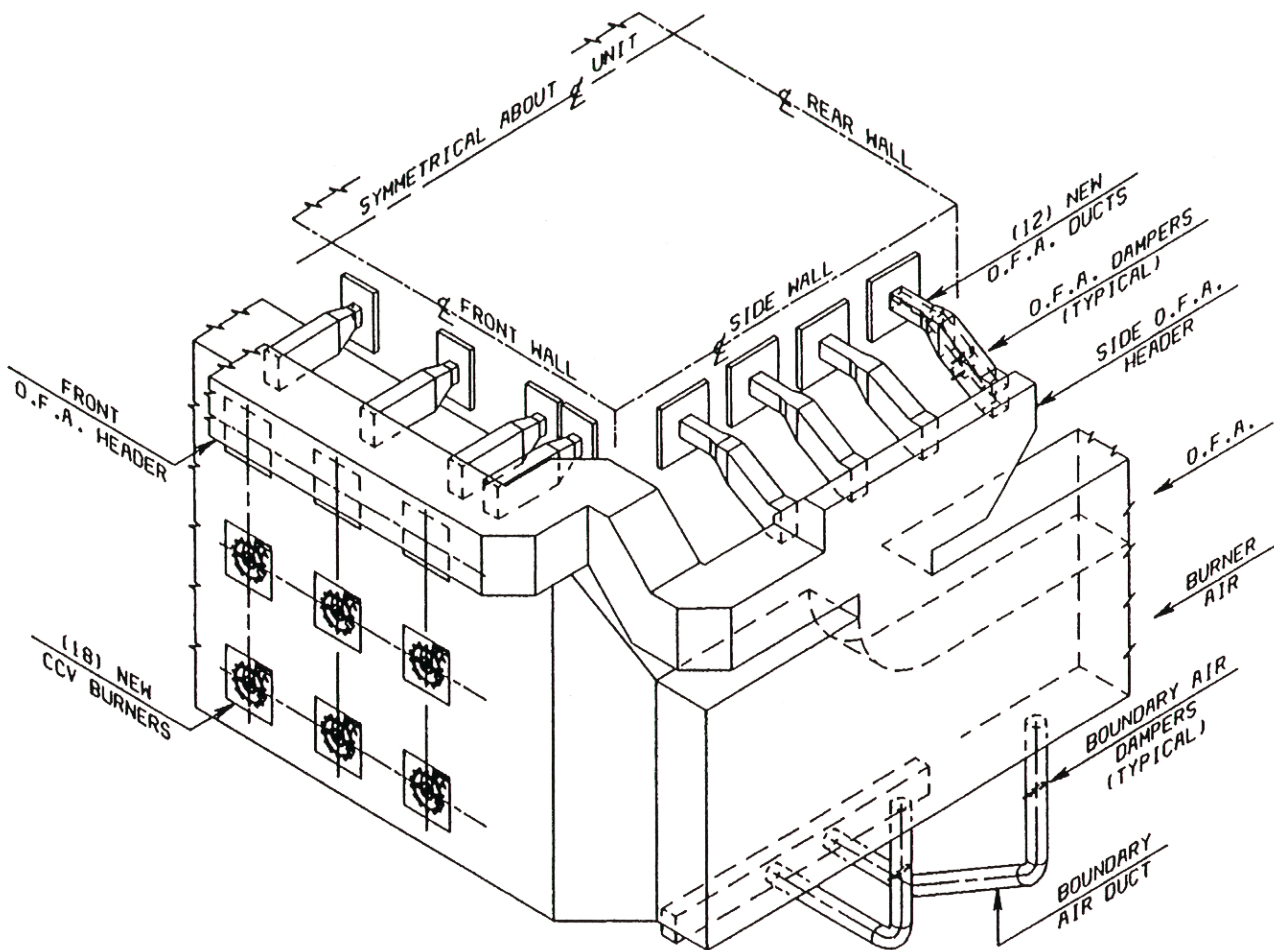 SYMMETRICAL ABOUT ℄ UNIT
℄ REAR WALL
(12) NEW
O.F.A. DUCTS
O.F.A. DAMPERS
(TYPICAL)
SIDE O.F.A.
HEADER
℄ FRONT WALL
℄ SIDE WALL
FRONT
O.F.A. HEADER
O.F.A.
BURNER
AIR
(18) NEW
CCV BURNERS
BOUNDARY AIR
DAMPERS
(TYPICAL)
BOUNDARY
AIR DUCT